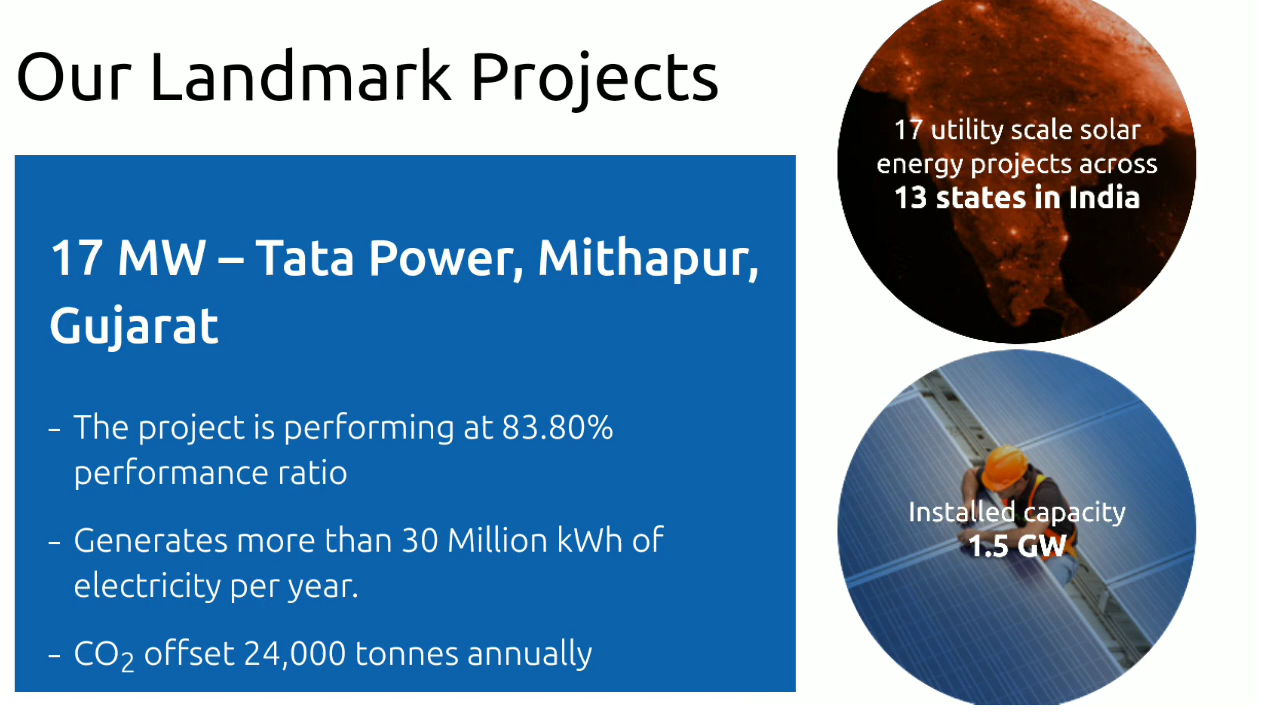 Our Landmark Projects
17 MW – Tata Power, Mithapur,
Gujarat
– The project is performing at 83.80%
performance ratio
– Generates more than 30 Million kWh of
electricity per year.
– CO₂ offset 24,000 tonnes annually
17 utility scale solar
energy projects across
13 states in India
Installed capacity
1.5 GW